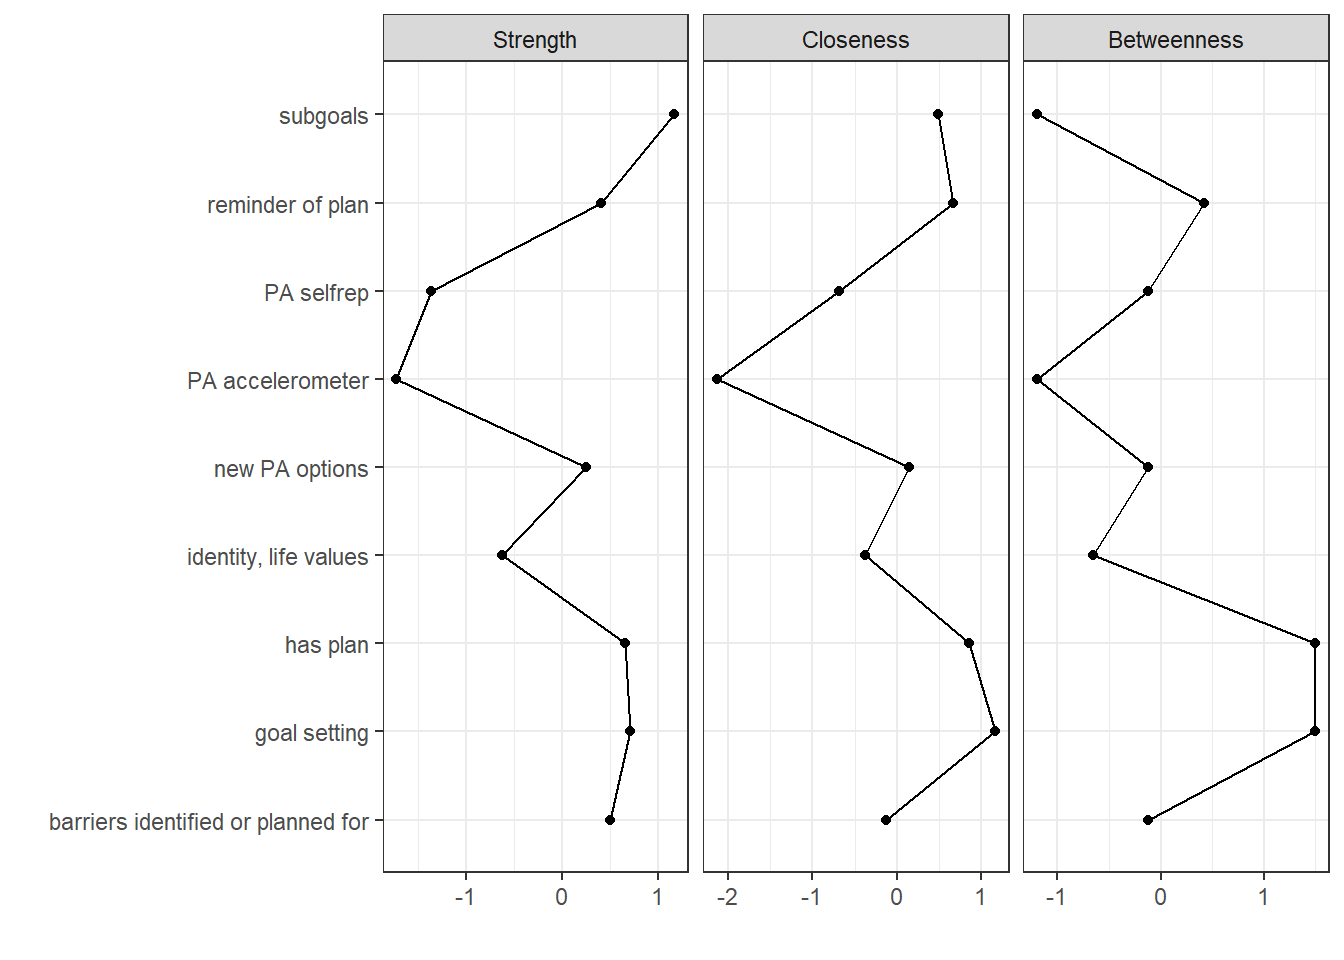 Strength Closeness Betweenness
subgoals
reminder of plan
PA selfrep
PA accelerometer
new PA options
identity, life values
has plan
goal setting
barriers identified or planned for
-1 0 1 -2 -1 0 1 -1 0 1